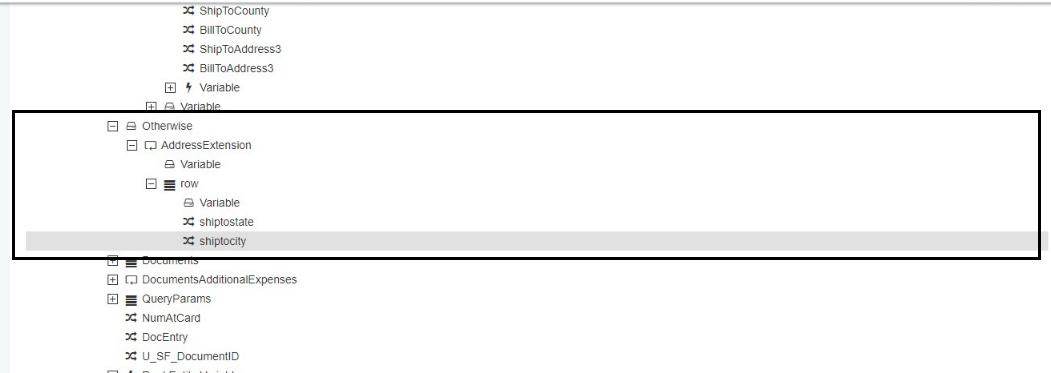 ShipToCounty
BillToCounty
ShipToAddress3
BillToAddress3
Variable
Variable
Otherwise
AddressExtension
Variable
row
Variable
shiptostate
shiptocity
Documents
DocumentsAdditionalExpenses
QueryParams
NumAtCard
DocEntry
U_SF_DocumentID